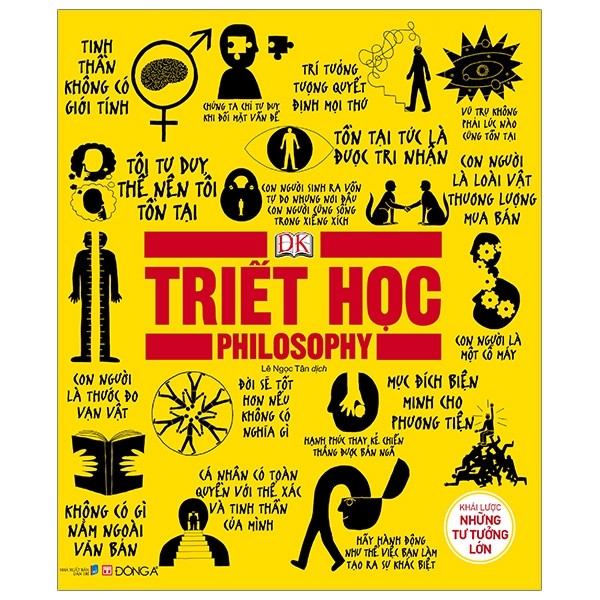 TINH
THẦN
KHÔNG CÓ
GIỚI TÍNH
CHÚNG TA CHỈ TƯ DUY
KHI ĐỐI MẶT VẤN ĐỀ
TRÍ TƯỞNG
TƯỢNG QUYẾT
ĐỊNH MỌI THỨ
VŨ TRỤ KHÔNG
PHẢI LÚC NÀO
CŨNG TỒN TẠI
TỒN TẠI TỨC LÀ
ĐƯỢC TRI NHẬN
TÔI TƯ DUY
THẾ NÊN TÔI
TỒN TẠI
CON NGƯỜI SINH RA VỐN
TỰ DO NHƯNG NƠI ĐÂU
CON NGƯỜI CŨNG SỐNG
TRONG XIỀNG XÍCH
CON NGƯỜI
LÀ LOÀI VẬT
THƯƠNG LƯỢNG
MUA BÁN
DK
TRIẾT HỌC
PHILOSOPHY
Lê Ngọc Tân dịch
CON NGƯỜI LÀ
MỘT CỖ MÁY
CON NGƯỜI
LÀ THƯỚC ĐO
VẠN VẬT
ĐỜI SẼ TỐT
HƠN NẾU
KHÔNG CÓ
NGHĨA GÌ
HẠNH PHÚC THAY KẺ CHIẾN
THẮNG ĐƯỢC BẢN NGÃ
MỤC ĐÍCH BIỆN
MINH CHO
PHƯƠNG TIỆN
KHÔNG CÓ GÌ
NẰM NGOÀI
VĂN BẢN
CÁ NHÂN CÓ TOÀN
QUYỀN VỚI THỂ XÁC
VÀ TINH THẦN
CỦA MÌNH
HÃY HÀNH ĐỘNG
NHƯ THỂ VIỆC BẠN LÀM
TẠO RA SỰ KHÁC BIỆT
KHÁI LƯỢC
NHỮNG
TƯ TƯỞNG
LỚN
NHÀ XUẤT BẢN
DÂN TRÍ
ĐÔNG A